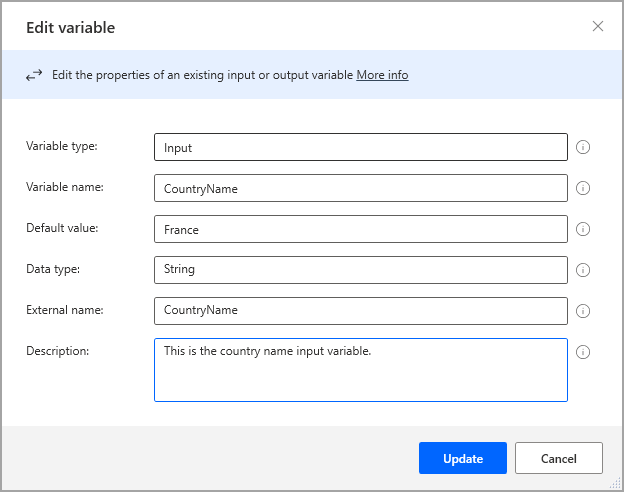 Edit variable
Edit the properties of an existing input or output variable More info
Variable type:
Input
Variable name:
CountryName
Default value:
France
Data type:
String
External name:
CountryName
Description:
This is the country name input variable.
Update
Cancel